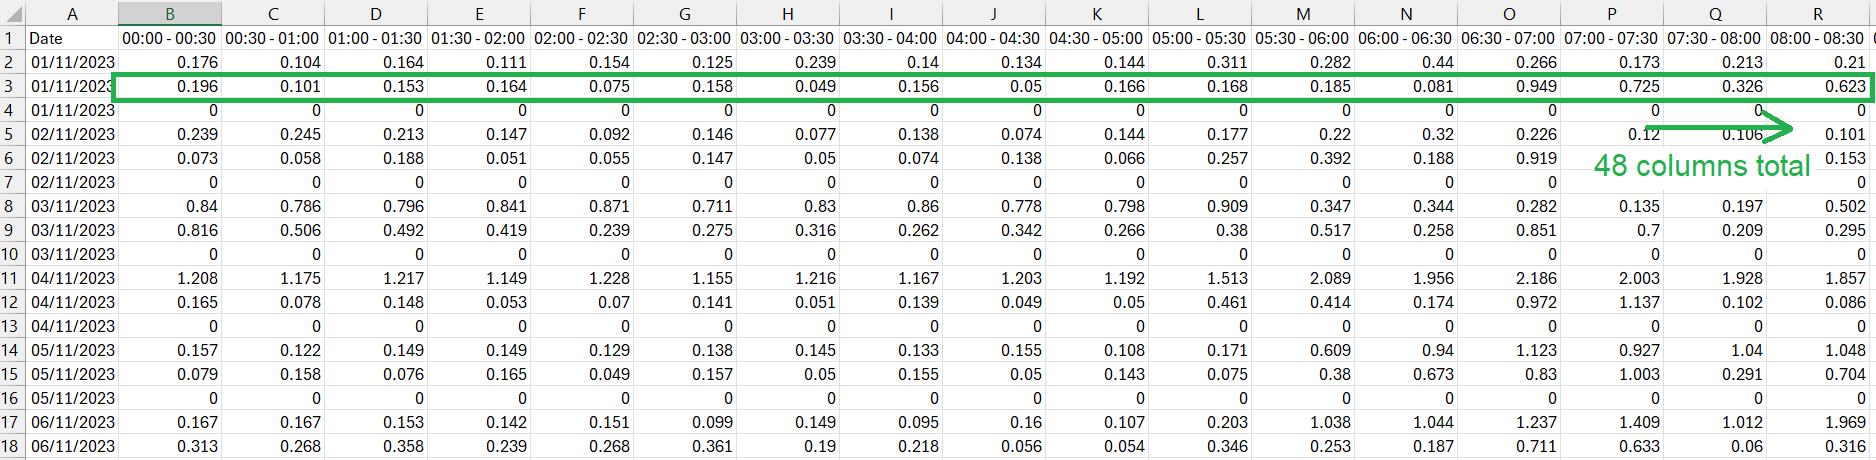 A B C D E F G H I J K L M N O P Q R
1 Date 00:00 - 00:30 00:30 - 01:00 01:00 - 01:30 01:30 - 02:00 02:00 - 02:30 02:30 - 03:00 03:00 - 03:30 03:30 - 04:00 04:00 - 04:30 04:30 - 05:00 05:00 - 05:30 05:30 - 06:00 06:00 - 06:30 06:30 - 07:00 07:00 - 07:30 07:30 - 08:00 08:00 - 08:30
2 01/11/2023 0.176 0.104 0.164 0.111 0.154 0.125 0.239 0.14 0.134 0.144 0.311 0.282 0.44 0.266 0.173 0.213 0.21
3 01/11/2023 0.196 0.101 0.153 0.164 0.075 0.158 0.049 0.156 0.05 0.166 0.168 0.185 0.081 0.949 0.725 0.326 0.623
4 01/11/2023 0 0 0 0 0 0 0 0 0 0 0 0 0 0 0 0 0
5 02/11/2023 0.239 0.245 0.213 0.147 0.092 0.146 0.077 0.138 0.074 0.144 0.177 0.22 0.32 0.226 0.12 0.106 0.101
6 02/11/2023 0.073 0.058 0.188 0.051 0.055 0.147 0.05 0.074 0.138 0.066 0.257 0.392 0.188 0.919 0.153
48 columns total
7 02/11/2023 0 0 0 0 0 0 0 0 0 0 0 0 0 0 0
8 03/11/2023 0.84 0.786 0.796 0.841 0.871 0.711 0.83 0.86 0.778 0.798 0.909 0.347 0.344 0.282 0.135 0.197 0.502
9 03/11/2023 0.816 0.506 0.492 0.419 0.239 0.275 0.316 0.262 0.342 0.266 0.38 0.517 0.258 0.851 0.7 0.209 0.295
10 03/11/2023 0 0 0 0 0 0 0 0 0 0 0 0 0 0 0 0 0
11 04/11/2023 1.208 1.175 1.217 1.149 1.228 1.155 1.216 1.167 1.203 1.192 1.513 2.089 1.956 2.186 2.003 1.928 1.857
12 04/11/2023 0.165 0.078 0.148 0.053 0.07 0.141 0.051 0.139 0.049 0.05 0.461 0.414 0.174 0.972 1.137 0.102 0.086
13 04/11/2023 0 0 0 0 0 0 0 0 0 0 0 0 0 0 0 0 0
14 05/11/2023 0.157 0.122 0.149 0.149 0.129 0.138 0.145 0.133 0.155 0.108 0.171 0.609 0.94 1.123 0.927 1.04 1.048
15 05/11/2023 0.079 0.158 0.076 0.165 0.049 0.157 0.05 0.155 0.05 0.143 0.075 0.38 0.673 0.83 1.003 0.291 0.704
16 05/11/2023 0 0 0 0 0 0 0 0 0 0 0 0 0 0 0 0 0
17 06/11/2023 0.167 0.167 0.153 0.142 0.151 0.099 0.149 0.095 0.16 0.107 0.203 1.038 1.044 1.237 1.409 1.012 1.969
18 06/11/2023 0.313 0.268 0.358 0.239 0.268 0.361 0.19 0.218 0.056 0.054 0.346 0.253 0.187 0.711 0.633 0.06 0.316